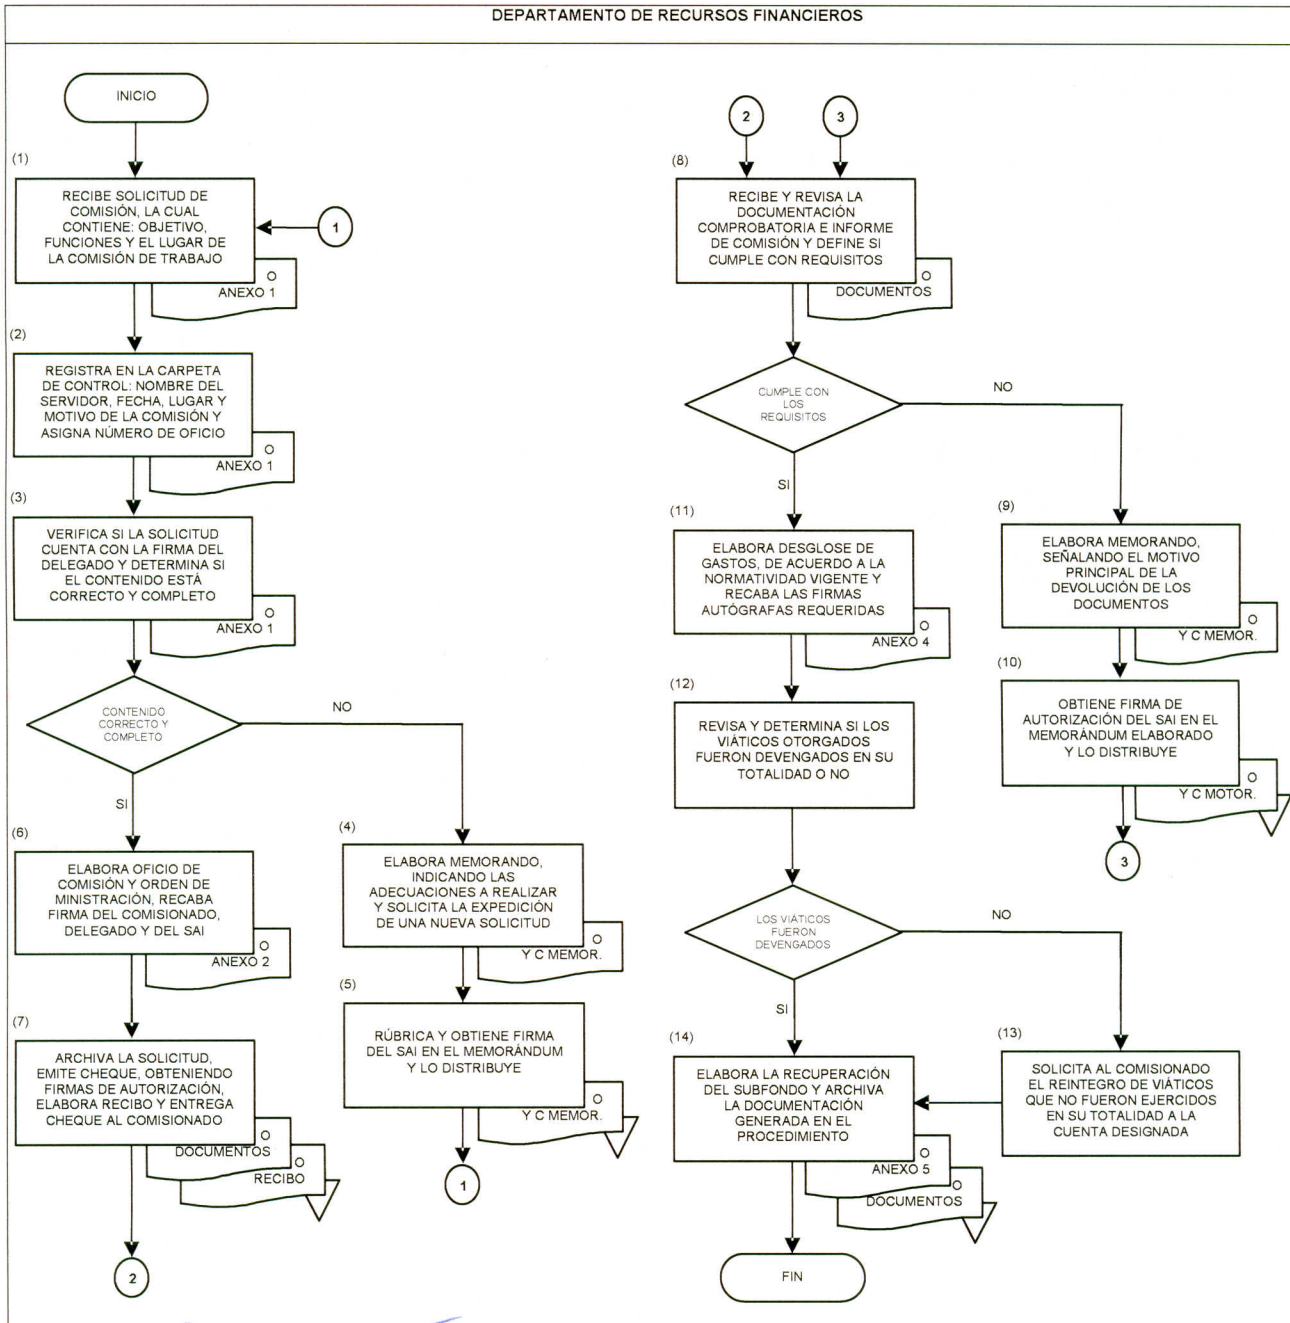 DEPARTAMENTO DE RECURSOS FINANCIEROS
INICIO
(1)
RECIBE SOLICITUD DE
COMISIÓN, LA CUAL
CONTIENE: OBJETIVO,
FUNCIONES Y EL LUGAR DE
LA COMISIÓN DE TRABAJO
1
O
ANEXO 1
(2)
REGISTRA EN LA CARPETA
DE CONTROL: NOMBRE DEL
SERVIDOR, FECHA, LUGAR Y
MOTIVO DE LA COMISIÓN Y
ASIGNA NÚMERO DE OFICIO
O
ANEXO 1
(3)
VERIFICA SI LA SOLICITUD
CUENTA CON LA FIRMA DEL
DELEGADO Y DETERMINA SI
EL CONTENIDO ESTÁ
CORRECTO Y COMPLETO
O
ANEXO 1
CONTENIDO
CORRECTO Y
COMPLETO
NO
SI
(6)
ELABORA OFICIO DE
COMISIÓN Y ORDEN DE
MINISTRACIÓN, RECABA
FIRMA DEL COMISIONADO,
DELEGADO Y DEL SAI
O
ANEXO 2
(7)
ARCHIVA LA SOLICITUD,
EMITE CHEQUE, OBTENIENDO
FIRMAS DE AUTORIZACIÓN,
ELABORA RECIBO Y ENTREGA
CHEQUE AL COMISIONADO
O
DOCUMENTOS
O
RECIBO
2
(4)
ELABORA MEMORANDO,
INDICANDO LAS
ADECUACIONES A REALIZAR
Y SOLICITA LA EXPEDICIÓN
DE UNA NUEVA SOLICITUD
O
Y C MEMOR.
(5)
RÚBRICA Y OBTIENE FIRMA
DEL SAI EN EL MEMORÁNDUM
Y LO DISTRIBUYE
O
Y C MEMOR.
1
2
3
(8)
RECIBE Y REVISA LA
DOCUMENTACIÓN
COMPROBATORIA E INFORME
DE COMISIÓN Y DEFINE SI
CUMPLE CON REQUISITOS
O
DOCUMENTOS
CUMPLE CON
LOS
REQUISITOS
NO
SI
(11)
ELABORA DESGLOSE DE
GASTOS, DE ACUERDO A LA
NORMATIVIDAD VIGENTE Y
RECABA LAS FIRMAS
AUTÓGRAFAS REQUERIDAS
O
ANEXO 4
(9)
ELABORA MEMORANDO,
SEÑALANDO EL MOTIVO
PRINCIPAL DE LA
DEVOLUCIÓN DE LOS
DOCUMENTOS
O
Y C MEMOR.
(10)
OBTIENE FIRMA DE
AUTORIZACIÓN DEL SAI EN EL
MEMORÁNDUM ELABORADO
Y LO DISTRIBUYE
O
Y C MOTOR.
3
(12)
REVISA Y DETERMINA SI LOS
VIÁTICOS OTORGADOS
FUERON DEVENGADOS EN SU
TOTALIDAD O NO
LOS VIÁTICOS
FUERON
DEVENGADOS
NO
SI
(13)
SOLICITA AL COMISIONADO
EL REINTEGRO DE VIÁTICOS
QUE NO FUERON EJERCIDOS
EN SU TOTALIDAD A LA
CUENTA DESIGNADA
(14)
ELABORA LA RECUPERACIÓN
DEL SUBFONDO Y ARCHIVA
LA DOCUMENTACIÓN
GENERADA EN EL
PROCEDIMIENTO
O
ANEXO 5
O
DOCUMENTOS
FIN